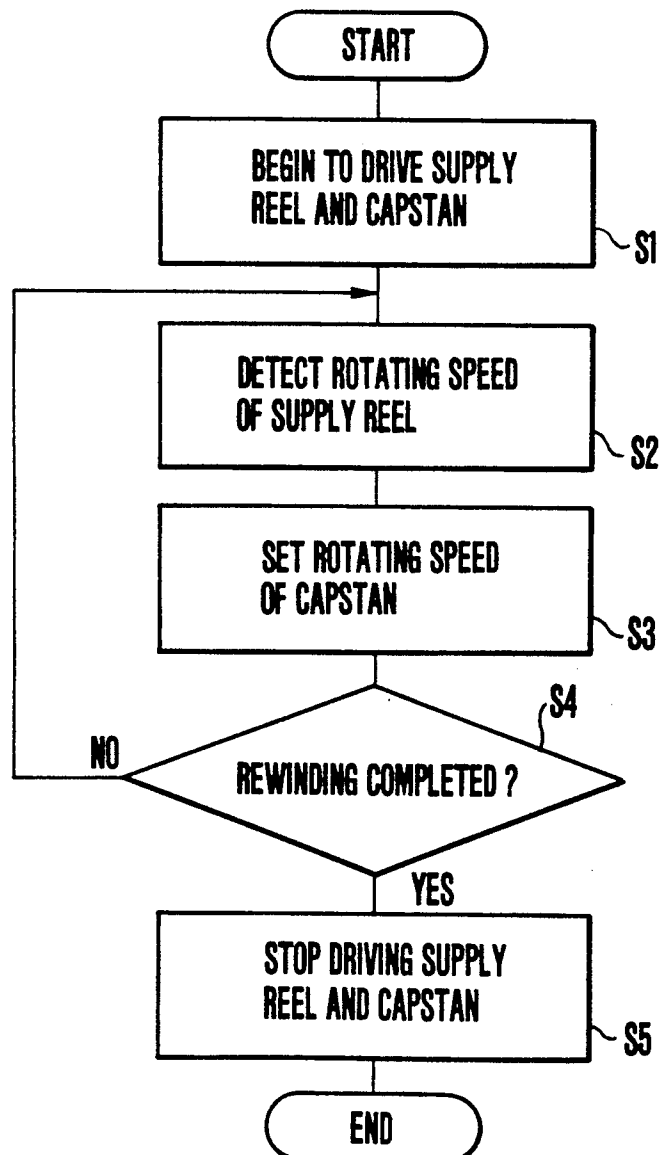 START
BEGIN TO DRIVE SUPPLY
REEL AND CAPSTAN
S1
DETECT ROTATING SPEED
OF SUPPLY REEL
S2
SET ROTATING SPEED
OF CAPSTAN
S3
S4
NO
REWINDING COMPLETED ?
YES
STOP DRIVING SUPPLY
REEL AND CAPSTAN
S5
END